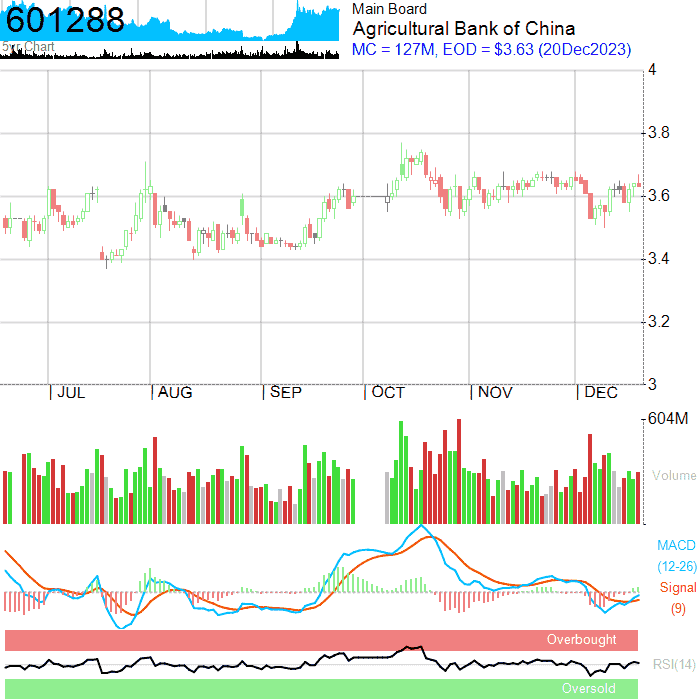 601288
5yr Chart
Main Board
Agricultural Bank of China
MC = 127M, EOD = $3.63 (20Dec2023)
4
3.8
3.6
3.4
3.2
3
JUL
AUG
SEP
OCT
NOV
DEC
604M
Volume
MACD
(12-26)
Signal
(9)
Overbought
RSI(14)
Oversold